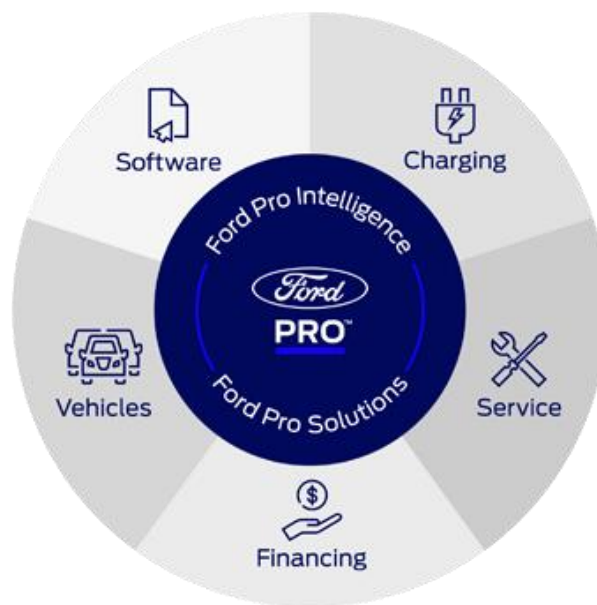 Software
Charging
Ford Pro Intelligence
Ford
PRO™
Ford Pro Solutions
Vehicles
Service
$
Financing